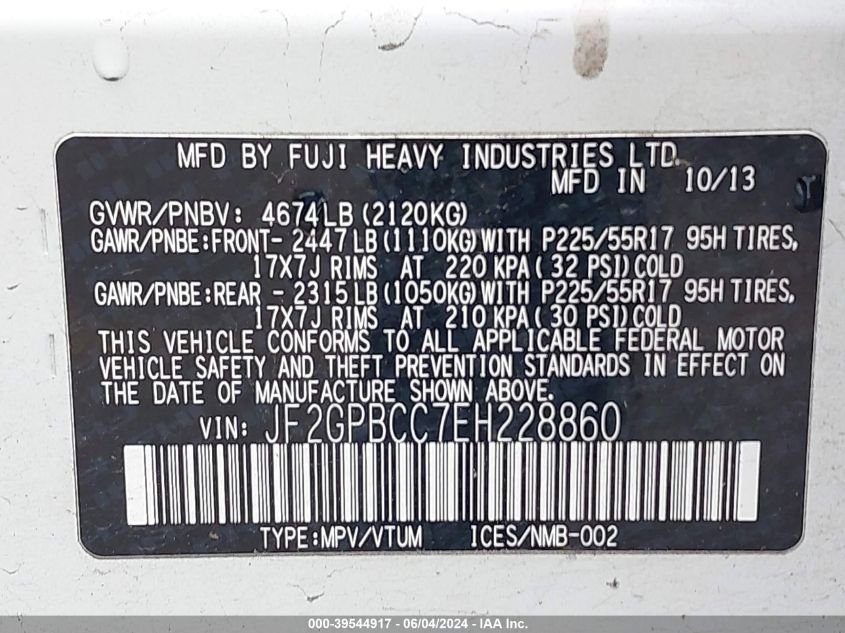 MFD BY FUJI HEAVY INDUSTRIES LTD.
MFD IN 10/13
GVWR/PNBV: 4674LB (2120KG)
GAWR/PNBE:FRONT- 2447LB (1110KG) WITH P225/55R17 95H TIRES,
17X7J RIMS AT 220 KPA ( 32 PSI) COLD
GAWR/PNBE:REAR - 2315LB (1050KG) WITH P225/55R17 95H TIRES,
17X7J RIMS AT 210 KPA ( 30 PSI) COLD
THIS VEHICLE CONFORMS TO ALL APPLICABLE FEDERAL MOTOR
VEHICLE SAFETY AND THEFT PREVENTION STANDARDS IN EFFECT ON
THE DATE OF MANUFACTURE SHOWN ABOVE.
VIN: JF2GPBCC7EH228860
TYPE:MPV/VTUM ICES/NMB-002
000-39544917 - 06/04/2024 - IEH-528